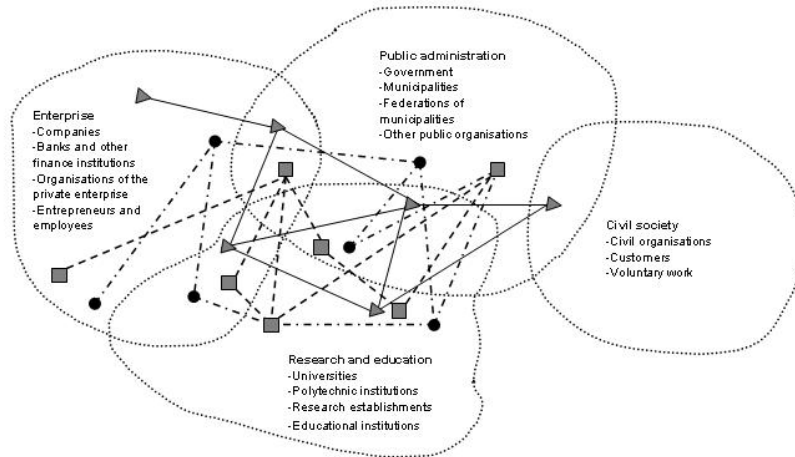 Public administration
-Government
-Municipalities
-Federations of
municipalities
-Other public organisations
Enterprise
-Companies
-Banks and other
finance institutions
-Organisations of the
private enterprise
-Entrepreneurs and
employees
Civil society
-Civil organisations
-Customers
-Voluntary work
Research and education
-Universities
-Polytechnic institutions
-Research establishments
-Educational institutions